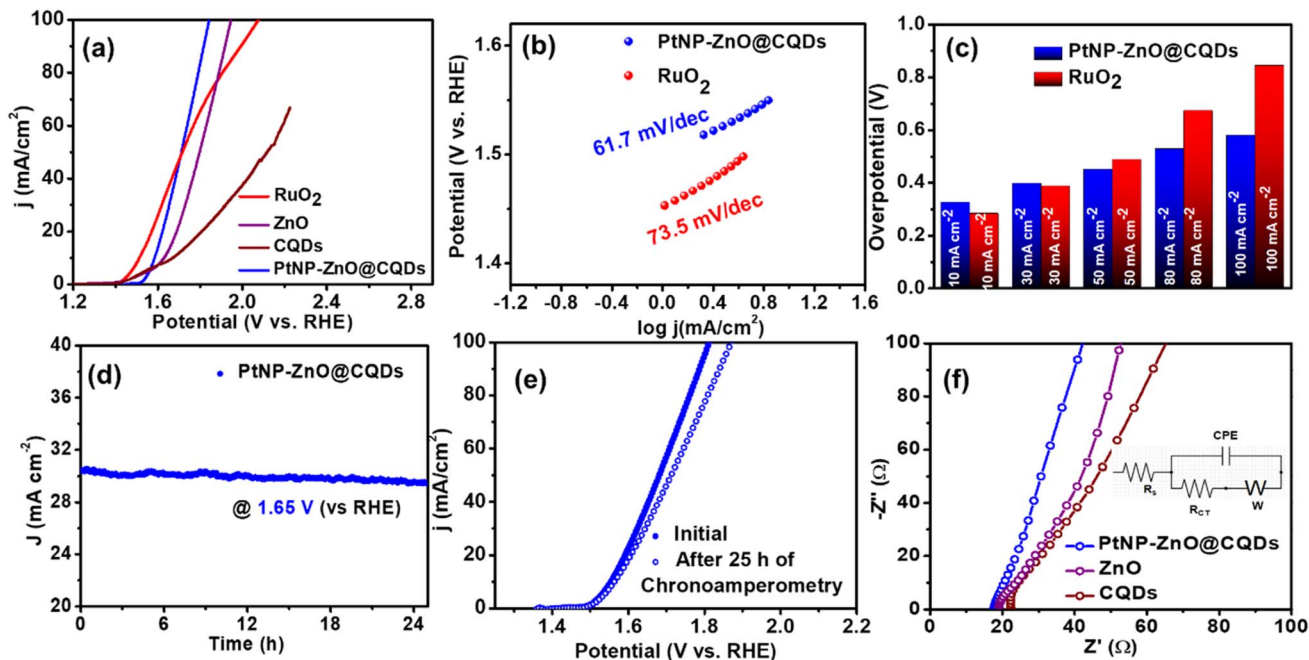 (a)
j (mA/cm²)
100
80
60
40
20
0
1.2
1.6
2.0
2.4
2.8
Potential (V vs. RHE)
RuO₂
ZnO
CQDs
PtNP-ZnO@CQDs
(b)
Potential (V vs. RHE)
1.6
1.5
1.4
-1.0
-0.5
0.0
0.4
0.8
1.2
1.6
log j(mA/cm²)
PtNP-ZnO@CQDs
RuO₂
61.7 mV/dec
73.5 mV/dec
(c)
Overpotential (V)
1.0
0.8
0.6
0.4
0.2
0.0
PtNP-ZnO@CQDs
RuO₂
10 mA cm⁻²
10 mA cm⁻²
30 mA cm⁻²
30 mA cm⁻²
50 mA cm⁻²
50 mA cm⁻²
80 mA cm⁻²
80 mA cm⁻²
100 mA cm⁻²
100 mA cm⁻²
(d)
J (mA cm⁻²)
40
36
32
28
24
20
0
4
8
12
16
20
24
Time (h)
PtNP-ZnO@CQDs
@ 1.65 V (vs RHE)
(e)
j (mA/cm²)
100
80
60
40
20
0
1.4
1.6
1.8
2.0
2.2
Potential (V vs. RHE)
Initial
After 25 h of
Chronoamperometry
(f)
-Z'' (Ω)
100
80
60
40
20
0
0
20
40
60
80
100
Z' (Ω)
CPE
Rs
RCT
W
PtNP-ZnO@CQDs
ZnO
CQDs